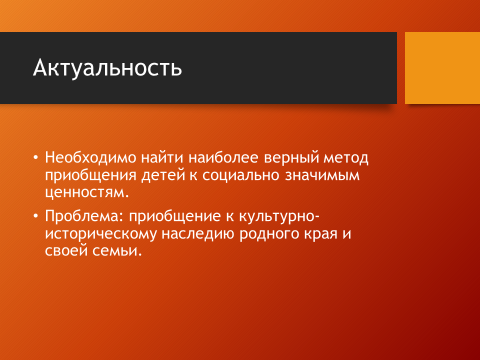 Актуальность
• Необходимо найти наиболее верный метод
приобщения детей к социально значимым
ценностям.
• Проблема: приобщение к культурно-
историческому наследию родного края и
своей семьи.